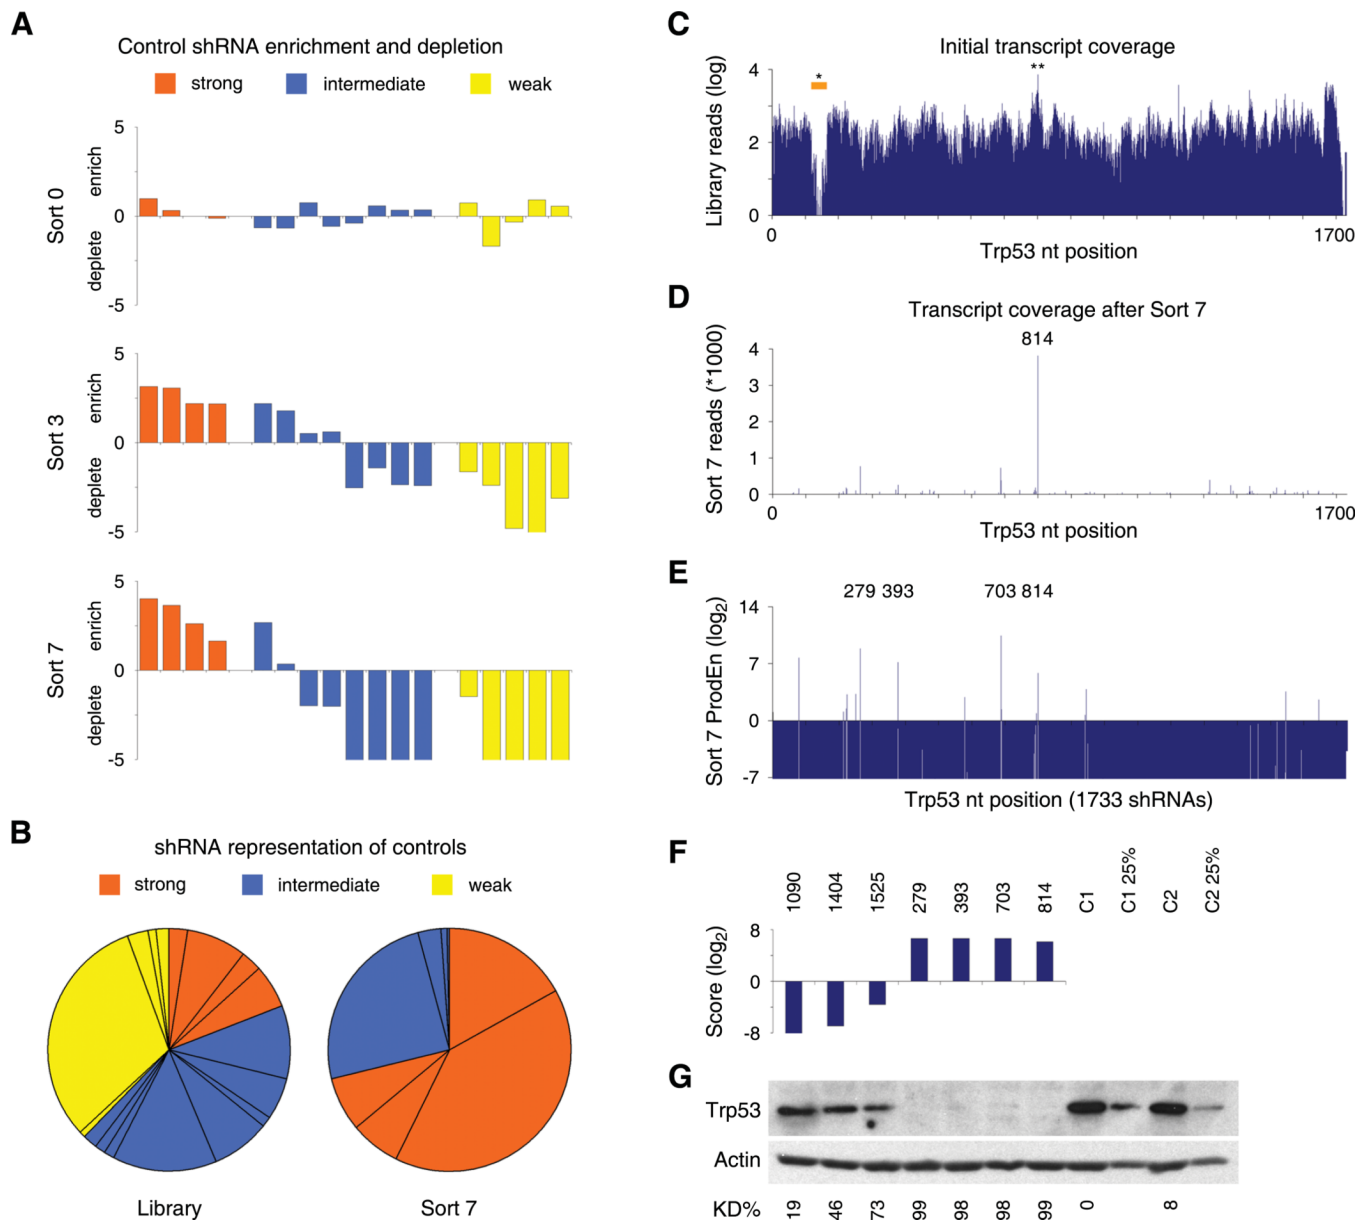 A
Control shRNA enrichment and depletion
strong intermediate weak
Sort 0
deplete enrich
5
0
-5
Sort 3
deplete enrich
5
0
-5
Sort 7
deplete enrich
5
0
-5
B
shRNA representation of controls
strong intermediate weak
Library Sort 7
C
Initial transcript coverage
* **
Library reads (log)
4
2
0
0 1700
Trp53 nt position
D
Transcript coverage after Sort 7
814
Sort 7 reads (*1000)
4
3
2
1
0
0 1700
Trp53 nt position
E
279 393 703 814
Sort 7 ProdEn (log2)
14
7
0
-7
Trp53 nt position (1733 shRNAs)
F
1090 1404 1525 279 393 703 814 C1 C1 25% C2 C2 25%
Score (log2)
8
0
-8
G
Trp53
Actin
KD% 19 46 73 99 98 98 99 0 8